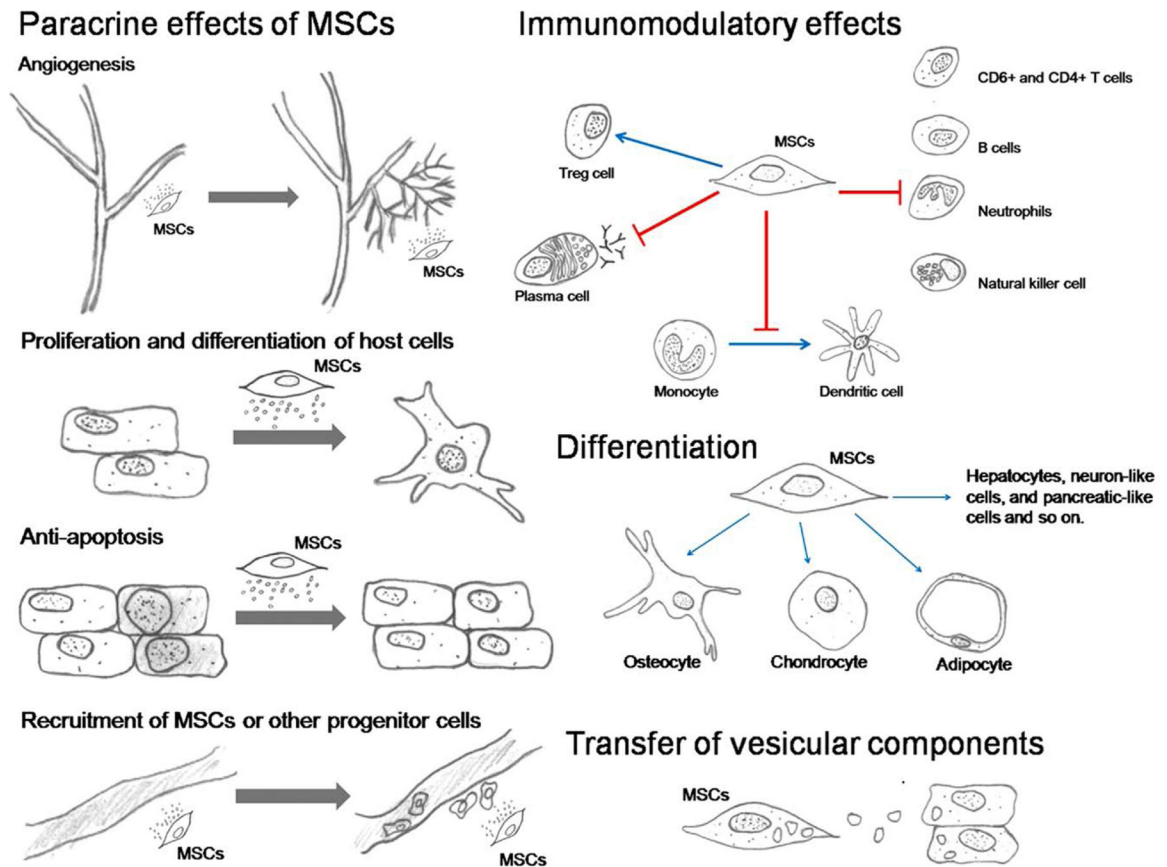 Paracrine effects of MSCs
Angiogenesis
MSCs
MSCs
Proliferation and differentiation of host cells
MSCs
Anti-apoptosis
MSCs
Recruitment of MSCs or other progenitor cells
MSCs
MSCs
Immunomodulatory effects
CD6+ and CD4+ T cells
MSCs
B cells
Treg cell
Neutrophils
Plasma cell
Natural killer cell
Monocyte
Dendritic cell
Differentiation
MSCs
Hepatocytes, neuron-like
cells, and pancreatic-like
cells and so on.
Osteocyte
Chondrocyte
Adipocyte
Transfer of vesicular components
MSCs